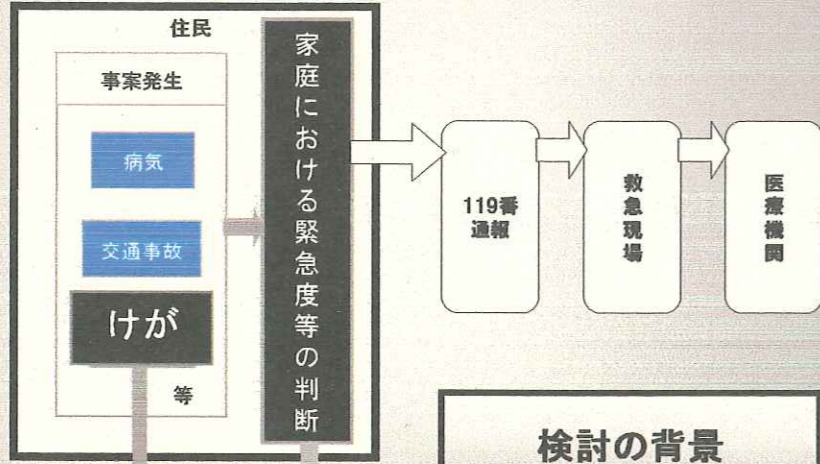 住民
事案発生
病気
交通事故
けが
等
家庭における緊急度等の判断
119番
通報
救急現場
医療機関
検討の背景